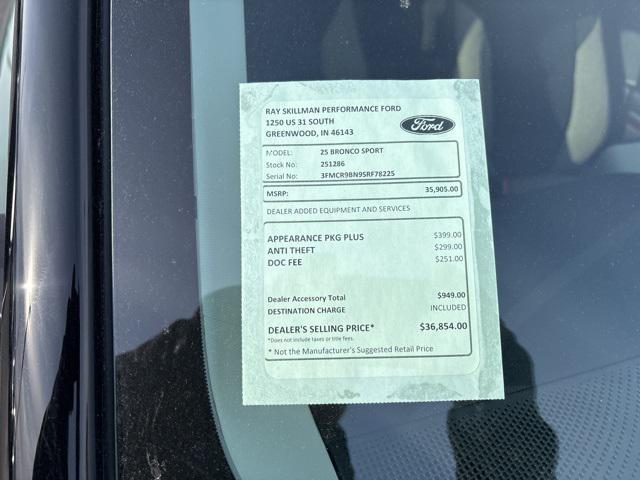 RAY SKILLMAN PERFORMANCE FORD
1250 US 31 SOUTH
GREENWOOD, IN 46143
Ford
MODEL: 25 BRONCO SPORT
Stock No: 251286
Serial No: 3FMCR9BN9SRF78225
MSRP: 35,905.00
DEALER ADDED EQUIPMENT AND SERVICES
APPEARANCE PKG PLUS $399.00
ANTI THEFT $299.00
DOC FEE $251.00
Dealer Accessory Total $949.00
DESTINATION CHARGE INCLUDED
DEALER'S SELLING PRICE* $36,854.00
*Does not include taxes or title fees.
* Not the Manufacturer's Suggested Retail Price